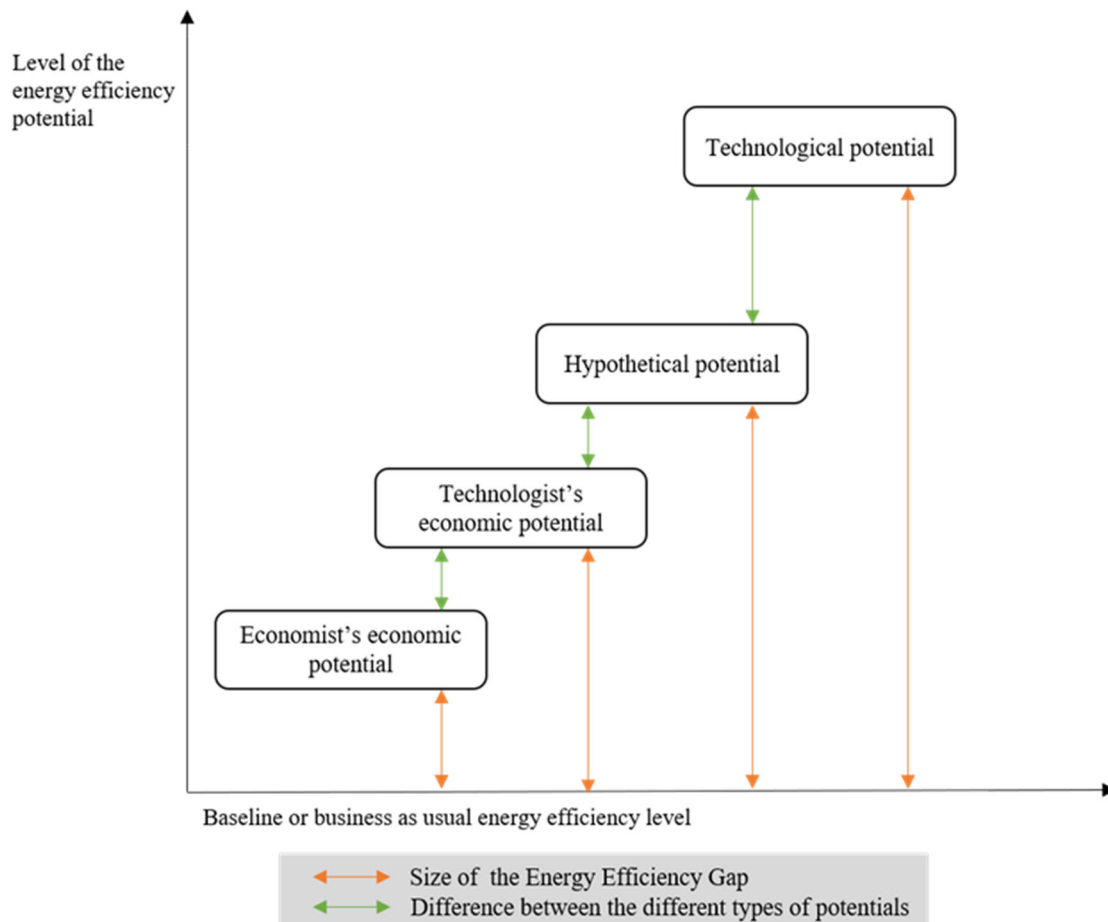 Level of the
energy efficiency
potential
Technological potential
Hypothetical potential
Technologist’s
economic potential
Economist’s economic
potential
Baseline or business as usual energy efficiency level
Size of the Energy Efficiency Gap
Difference between the different types of potentials